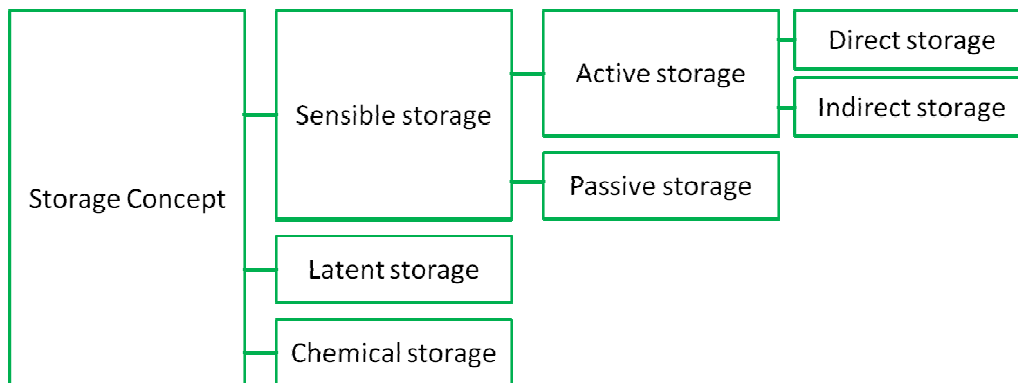 Storage Concept
Sensible storage
Active storage
Direct storage
Indirect storage
Passive storage
Latent storage
Chemical storage